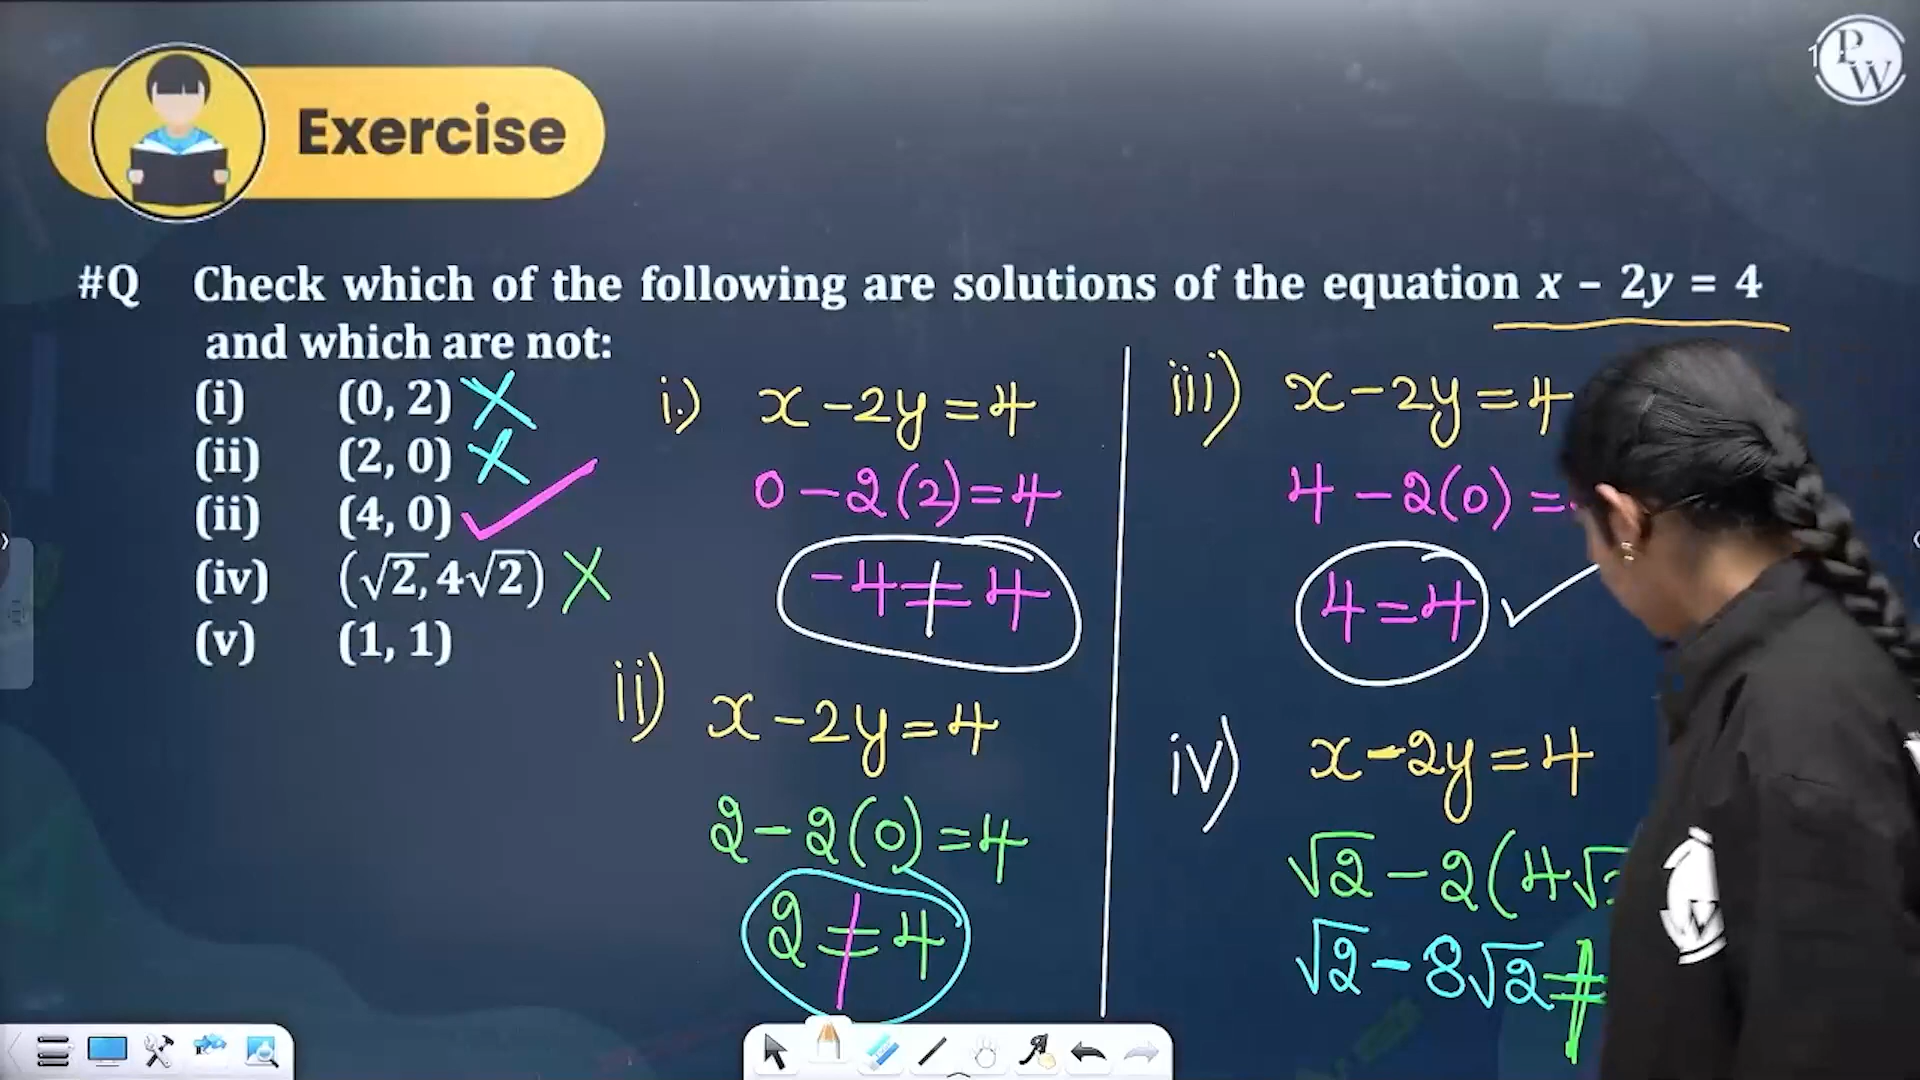 PW
Exercise
#Q Check which of the following are solutions of the equation x – 2y = 4
and which are not:
(i) (0, 2) X
(ii) (2, 0) X
(ii) (4, 0) ✓
(iv) (√2, 4√2) X
(v) (1, 1)
i.) x - 2y = 4
0 - 2(2) = 4
-4 ≠ 4
ii) x - 2y = 4
2 - 2(0) = 4
2 ≠ 4
iii) x - 2y = 4
4 - 2(0) =
4 = 4 ✓
iv) x - 2y = 4
√2 - 2(4√
√2 - 8√2 ≠